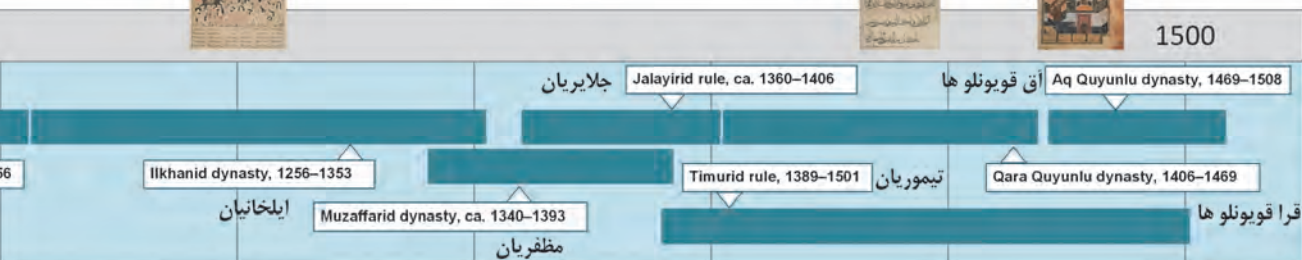 1500
جلایریان
Jalayirid rule, ca. 1360–1406
آق قویونلو ها
Aq Quyunlu dynasty, 1469–1508
56
Ilkhanid dynasty, 1256–1353
Timurid rule, 1389–1501
تیموریان
Qara Quyunlu dynasty, 1406–1469
ایلخانیان
Muzaffarid dynasty, ca. 1340–1393
قرا قویونلو ها
مظفریان